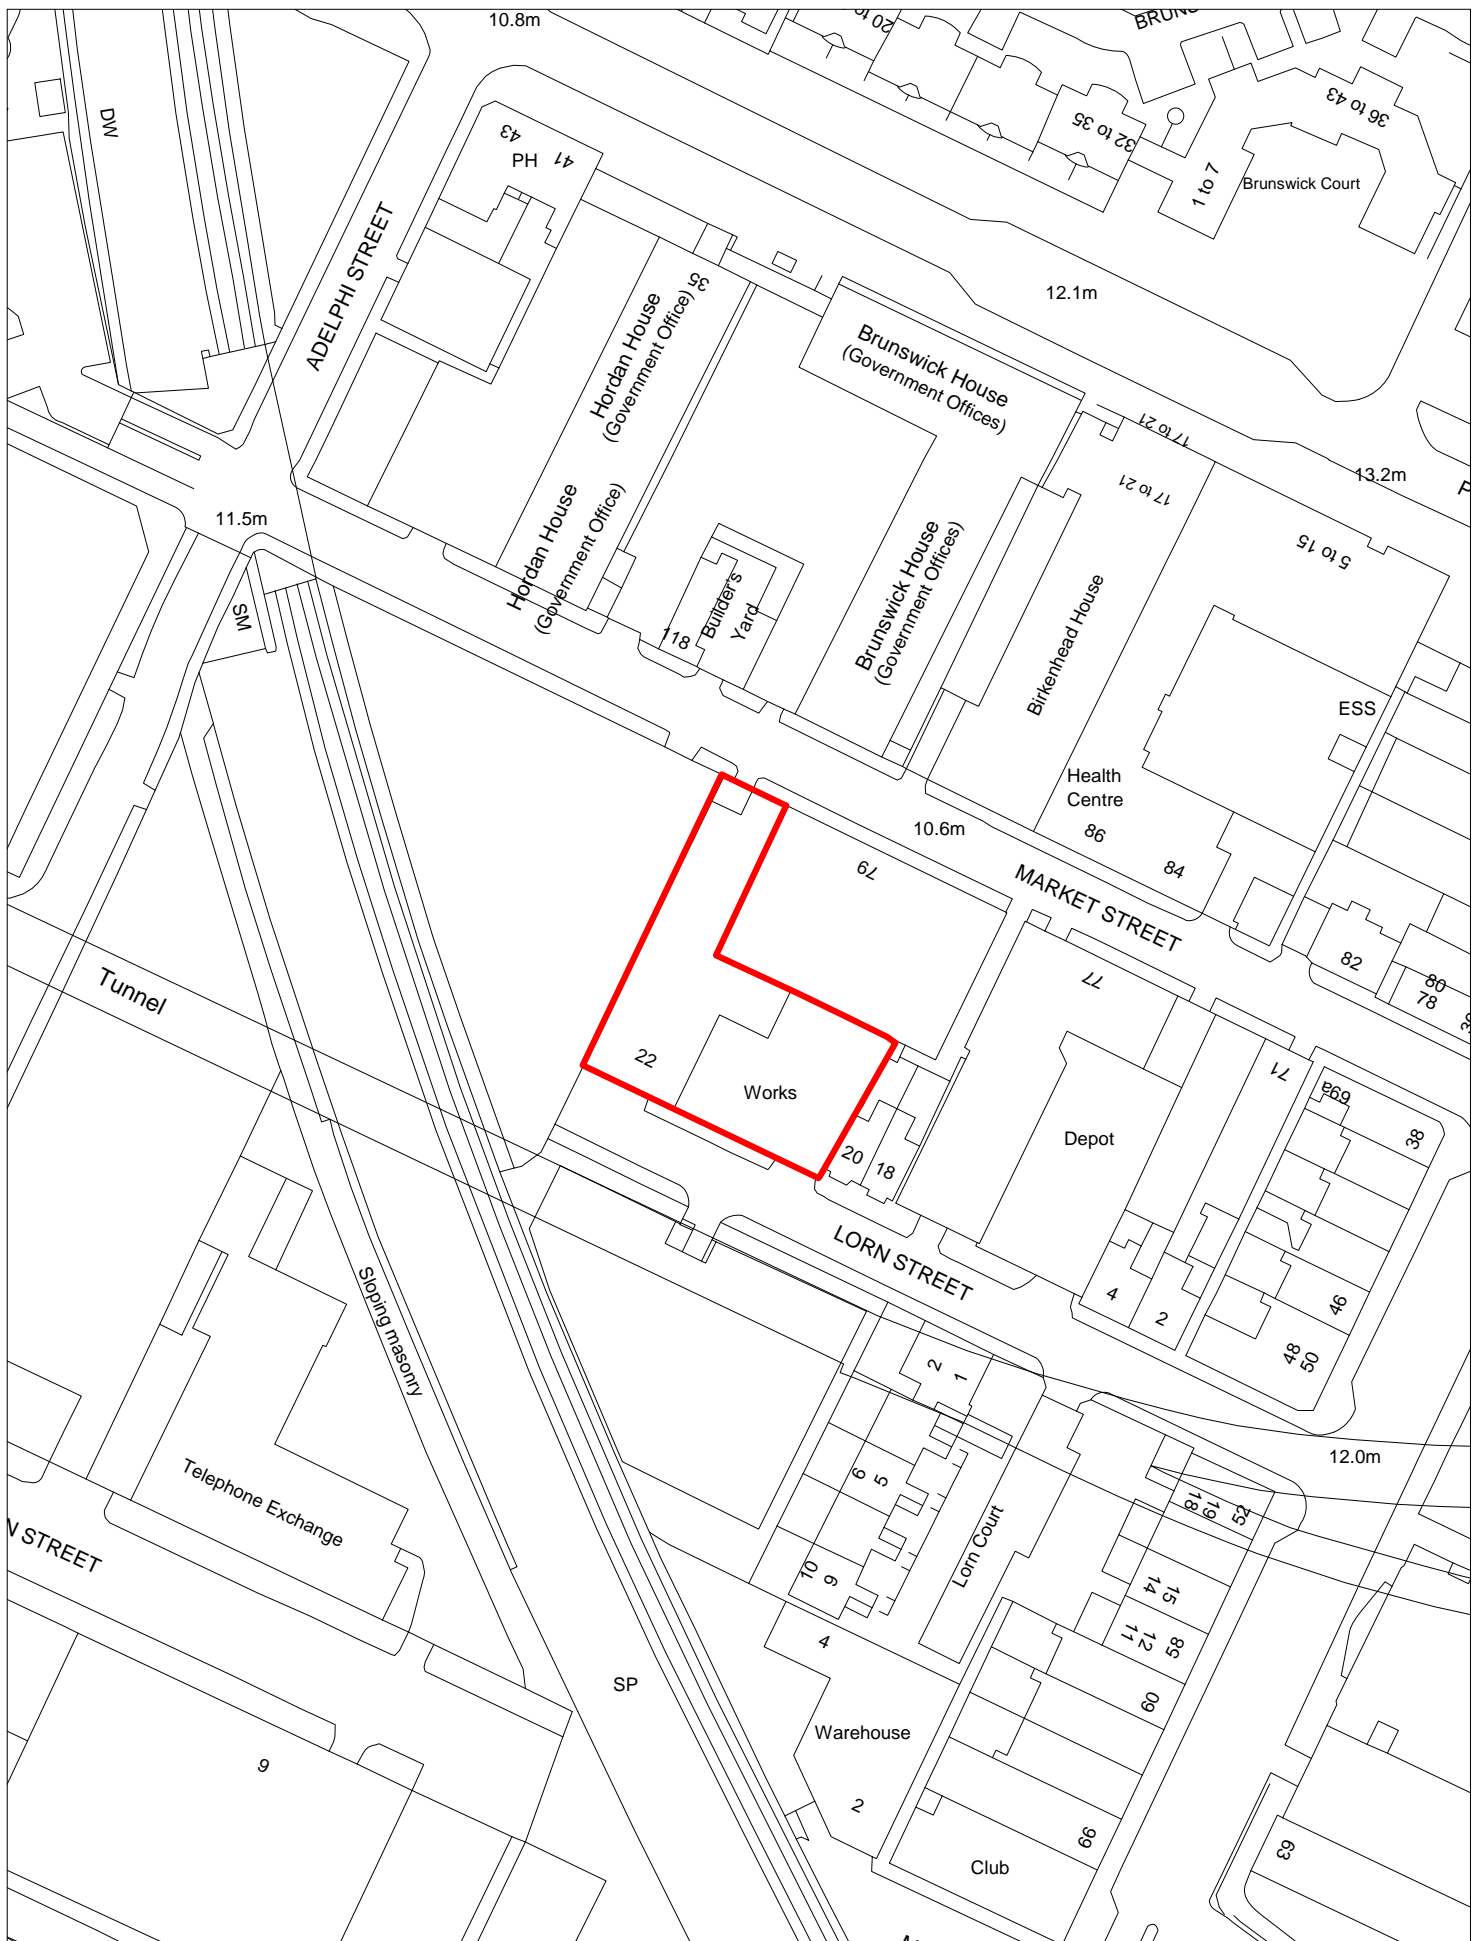 10.8m
20 to
BRUNS
DW
43
PH
41
32 to 35
36 to 43
1 to 7
Brunswick Court
ADELPHI STREET
35
Hordan House
(Government Office)
12.1m
Brunswick House
(Government Offices)
17 to 21
17 to 21
13.2m
P
11.5m
Hordan House
(Government Office)
Brunswick House
(Government Offices)
5 to 15
SM
Builder's
Yard
118
Birkenhead House
ESS
Health
Centre
86
84
10.6m
79
MARKET STREET
82
80
78
39
Tunnel
77
22
Works
71
69a
38
Depot
20
18
LORN STREET
4
2
46
48
50
Sloping masonry
2
1
12.0m
Telephone Exchange
6
5
18
19
52
N STREET
10
9
Lorn Court
14
15
11
12
58
4
SP
60
Warehouse
9
2
66
63
Club